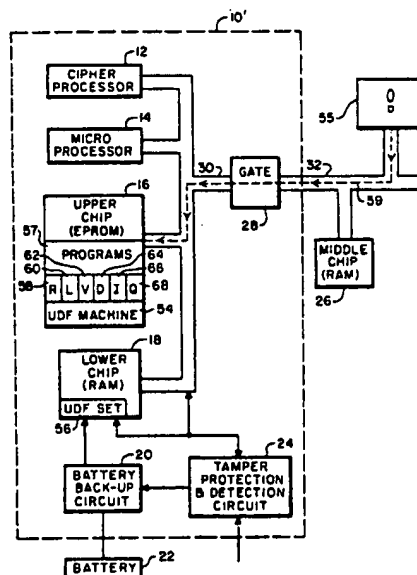 10'
12
CIPHER
PROCESSOR
14
MICRO
PROCESSOR
16
UPPER CHIP
(EPROM)
57
PROGRAMS
62
64
60
66
58
R L V D I Q
68
UDF MACHINE
54
18
LOWER CHIP
(RAM)
UDF SET
56
20
BATTERY
BACK-UP
CIRCUIT
22
BATTERY
24
TAMPER
PROTECTION
& DETECTION
CIRCUIT
30
GATE
28
32
55
59
MIDDLE CHIP
(RAM)
26